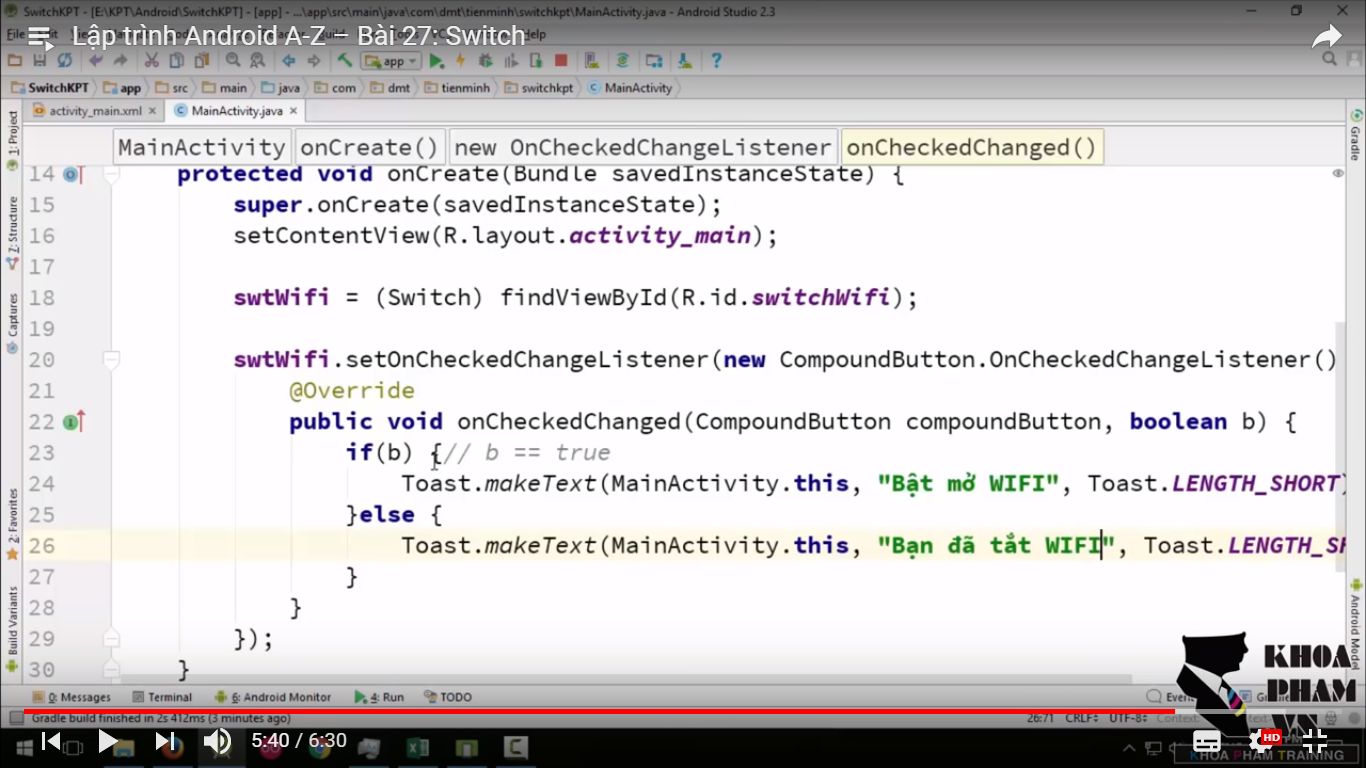 SwitchKPT - [E:\KPT\Android\SwitchKPT] - [app] - ...\app\src\main\java\com\dmt\tienminh\switchkpt\MainActivity.java - Android Studio 2.3
Lập trình Android A-Z – Bài 27: Switch
app
SwitchKPT app src main java com dmt tienminh switchkpt MainActivity
activity_main.xml MainActivity.java
MainActivity onCreate() new OnCheckedChangeListener onCheckedChanged()
14 protected void onCreate(Bundle savedInstanceState) {
15 super.onCreate(savedInstanceState);
16 setContentView(R.layout.activity_main);
17
18 swtWifi = (Switch) findViewById(R.id.switchWifi);
19
20 swtWifi.setOnCheckedChangeListener(new CompoundButton.OnCheckedChangeListener()
21 @Override
22 public void onCheckedChanged(CompoundButton compoundButton, boolean b) {
23 if(b) {// b == true
24 Toast.makeText(MainActivity.this, "Bật mở WIFI", Toast.LENGTH_SHORT)
25 }else {
26 Toast.makeText(MainActivity.this, "Bạn đã tắt WIFI", Toast.LENGTH_SH
27 }
28 }
29 });
30 }
1: Project
7: Structure
Captures
2: Favorites
Build Variants
Gradle
Android Model
0: Messages Terminal 6: Android Monitor 4: Run TODO
Gradle build finished in 2s 412ms (3 minutes ago) 26:71 CRLF UTF-8
KHOA
PHAM
.VN
5:40 / 6:30
HD
KHOA PHAM TRAINING